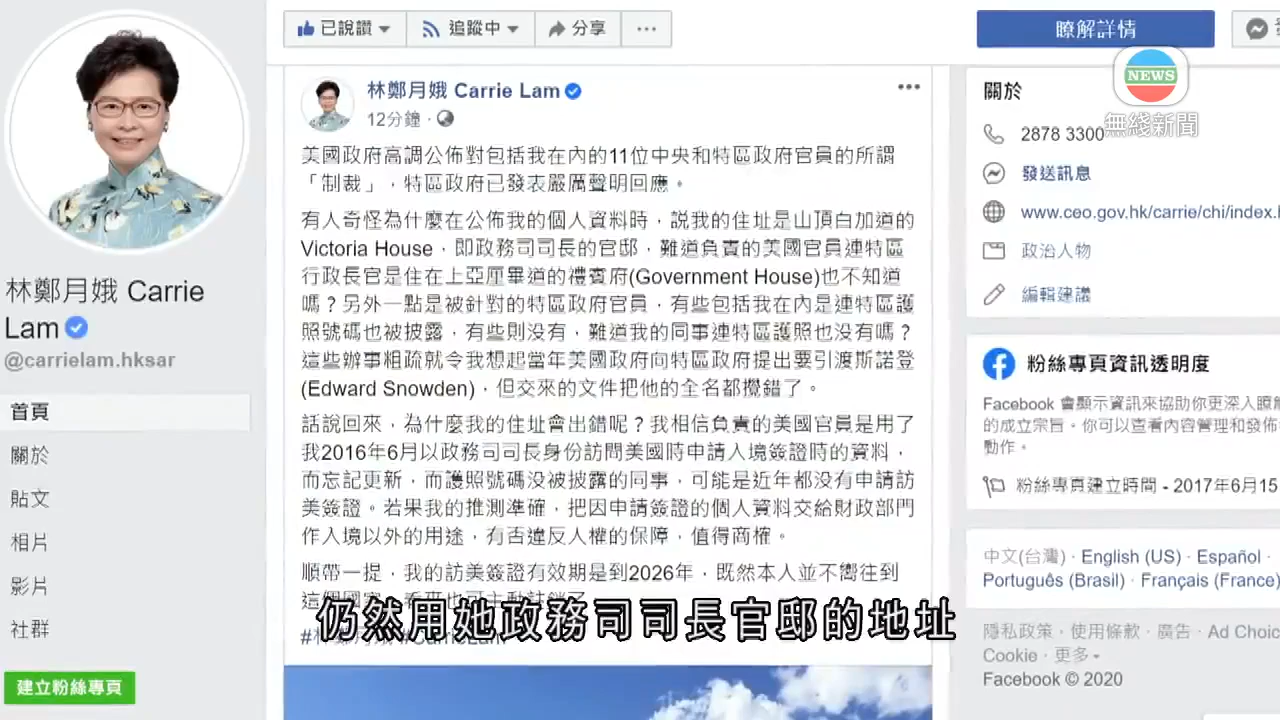 已說讚
追蹤中
分享
瞭解詳情
林鄭月娥 Carrie Lam
12分鐘
美國政府高調公佈對包括我在內的11位中央和特區政府官員的所謂
「制裁」，特區政府已發表嚴厲聲明回應。
有人奇怪為什麼在公佈我的個人資料時，説我的住址是山頂白加道的
Victoria House，即政務司司長的官邸，難道負責的美國官員連特區
行政長官是住在上亞厘畢道的禮賓府(Government House)也不知道
嗎？另外一點是被針對的特區政府官員，有些包括我在內是連特區護
照號碼也被披露，有些則没有，難道我的同事連特區護照也没有嗎？
這些辦事粗疏就令我想起當年美國政府向特區政府提出要引渡斯諾登
(Edward Snowden)，但交來的文件把他的全名都攪錯了。
話說回來，為什麼我的住址會出錯呢？我相信負責的美國官員是用了
我2016年6月以政務司司長身份訪問美國時申請入境簽證時的資料，
而忘記更新，而護照號碼没被披露的同事，可能是近年都没有申請訪
美簽證。若果我的推測準確，把因申請簽證的個人資料交給財政部門
作入境以外的用途，有否違反人權的保障，值得商榷。
順帶一提，我的訪美簽證有效期是到2026年，既然本人並不嚮往到
這個國家，看來也可主動註銷了。
#林鄭月娥 #CarrieLam
仍然用她政務司司長官邸的地址
林鄭月娥 Carrie
Lam
@carrielam.hksar
首頁
關於
貼文
相片
影片
社群
建立粉絲專頁
NEWS
無綫新聞
關於
2878 3300
發送訊息
www.ceo.gov.hk/carrie/chi/index.h
政治人物
編輯建議
粉絲專頁資訊透明度
Facebook 會顯示資訊來協助你更深入瞭解
的成立宗旨。你可以查看內容管理和發佈
動作。
粉絲專頁建立時間 - 2017年6月15
中文(台灣) · English (US) · Español ·
Português (Brasil) · Français (France)
隱私政策 · 使用條款 · 廣告 · Ad Choic
Cookie · 更多
Facebook © 2020